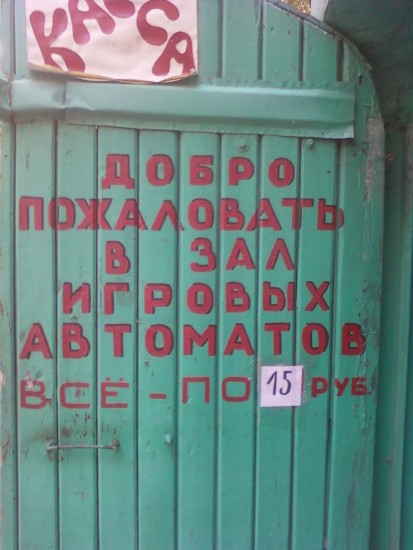 КАССА
ДОБРО
ПОЖАЛОВАТЬ
В ЗАЛ
ИГРОВЫХ
АВТОМАТОВ
ВСЁ - ПО 15 РУБ.